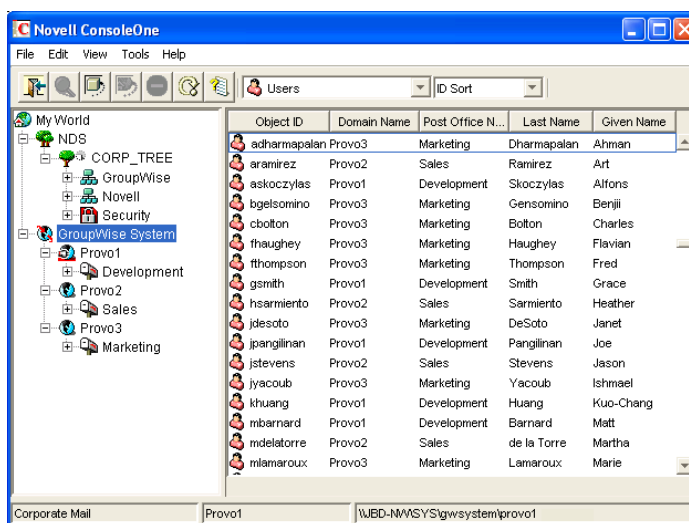 Novell ConsoleOne
File Edit View Tools Help
Users ID Sort
My World
NDS
CORP_TREE
GroupWise
Novell
Security
GroupWise System
Provo1
Development
Provo2
Sales
Provo3
Marketing
Object ID Domain Name Post Office N... Last Name Given Name
adharmapalan Provo3 Marketing Dharmapalan Ahman
aramirez Provo2 Sales Ramirez Art
askoczylas Provo1 Development Skoczylas Alfons
bgelsomino Provo3 Marketing Gensomino Benjii
cbolton Provo3 Marketing Bolton Charles
fhaughey Provo3 Marketing Haughey Flavian
fthompson Provo3 Marketing Thompson Fred
gsmith Provo1 Development Smith Grace
hsarmiento Provo2 Sales Sarmiento Heather
jdesoto Provo3 Marketing DeSoto Janet
jpangilinan Provo1 Development Pangilinan Joe
jstevens Provo2 Sales Stevens Jason
jyacoub Provo3 Marketing Yacoub Ishmael
khuang Provo1 Development Huang Kuo-Chang
mbarnard Provo1 Development Barnard Matt
mdelatorre Provo2 Sales de la Torre Martha
mlamaroux Provo3 Marketing Lamaroux Marie
Corporate Mail Provo1 \\JBD-NW\SYS\gwsystem\provo1